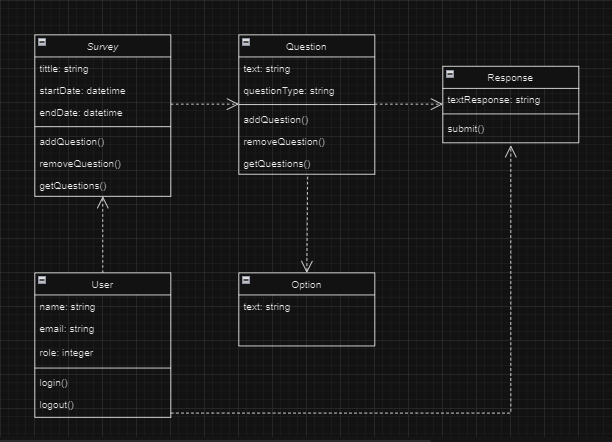 Survey
tittle: string
startDate: datetime
endDate: datetime
addQuestion()
removeQuestion()
getQuestions()
Question
text: string
questionType: string
addQuestion()
removeQuestion()
getQuestions()
Response
textResponse: string
submit()
User
name: string
email: string
role: integer
login()
logout()
Option
text: string